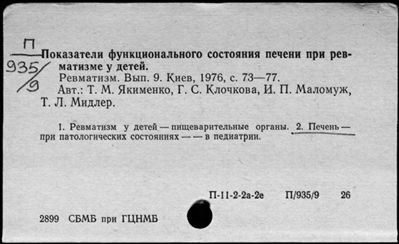 П
935/9
Показатели функционального состояния печени при рев-
матизме у детей.
Ревматизм. Вып. 9. Киев, 1976, с. 73—77.
Авт.: Т. М. Якименко, Г. С. Клочкова, И. П. Маломуж,
Т. Л. Мидлер.
1. Ревматизм у детей — пищеварительные органы. 2. Печень —
при патологических состояниях — — в педиатрии.
П-11-2-2а-2е П/935/9 26
2899 СБМБ при ГЦНМБ